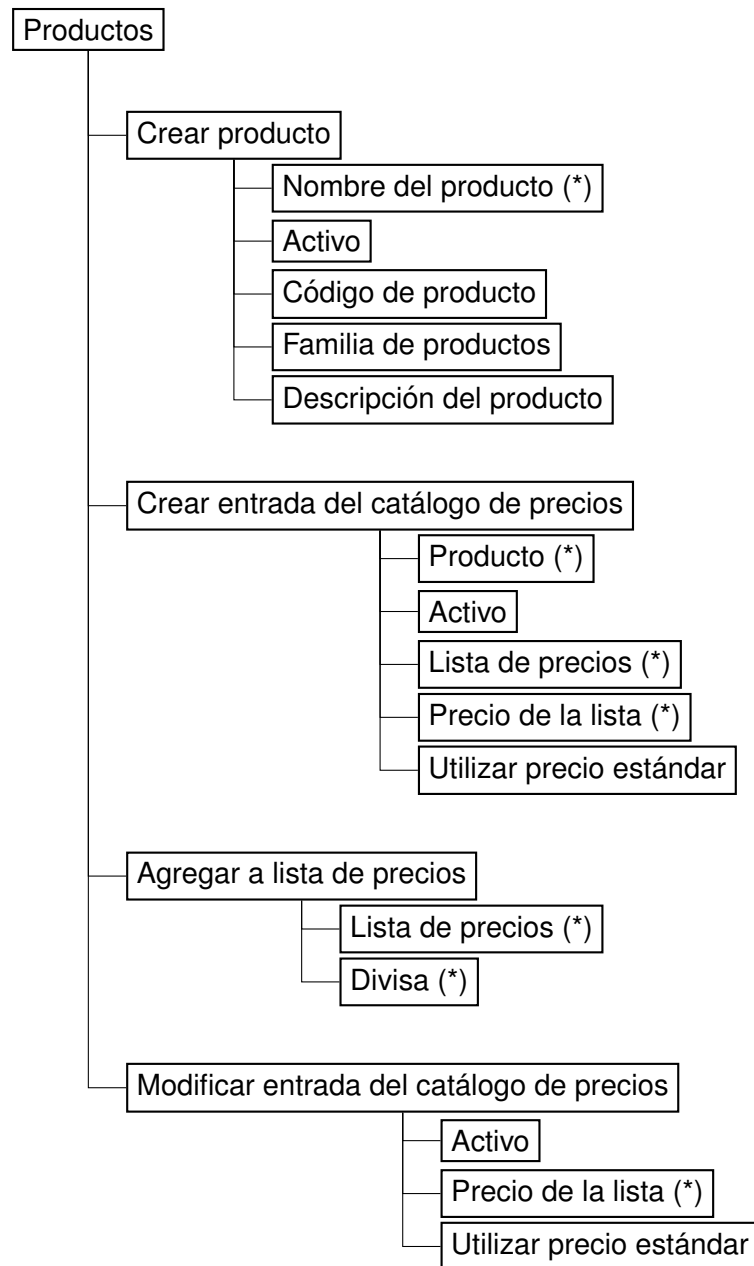 Productos
Crear producto
Nombre del producto (*)
Activo
Código de producto
Familia de productos
Descripción del producto
Crear entrada del catálogo de precios
Producto (*)
Activo
Lista de precios (*)
Precio de la lista (*)
Utilizar precio estándar
Agregar a lista de precios
Lista de precios (*)
Divisa (*)
Modificar entrada del catálogo de precios
Activo
Precio de la lista (*)
Utilizar precio estándar